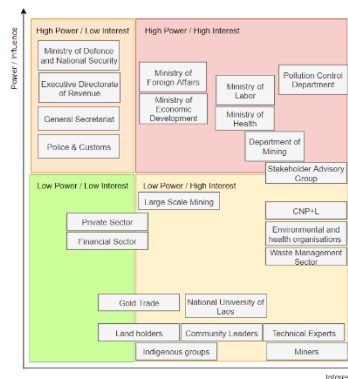 Power / Influence
High Power / Low Interest
High Power / High Interest
Ministry of Defence
and National Security
Executive Directorate
of Revenue
General Secretariat
Police & Customs
Ministry of
Foreign Affairs
Ministry of
Economic
Development
Ministry of
Labor
Ministry of
Health
Pollution Control
Department
Department of
Mining
Stakeholder Advisory
Group
Low Power / Low Interest
Low Power / High Interest
Large Scale Mining
Private Sector
Financial Sector
CNP+L
Environmental and
health organisations
Waste Management
Sector
Gold Trade
National University of
Laos
Land holders
Community Leaders
Technical Experts
Indigenous groups
Miners
Interest